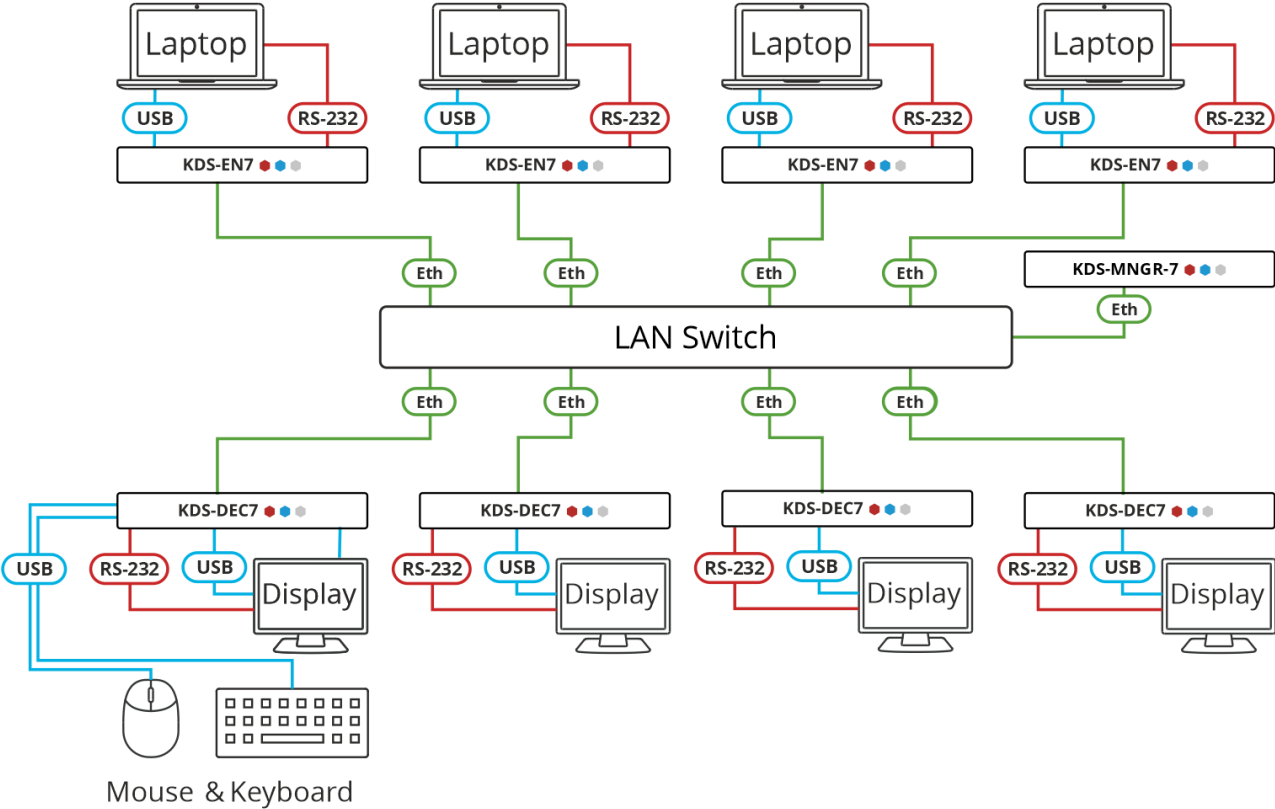 Laptop Laptop Laptop Laptop
USB RS-232 USB RS-232 USB RS-232 USB RS-232
KDS-EN7 KDS-EN7 KDS-EN7 KDS-EN7
Eth Eth Eth Eth KDS-MNGR-7
Eth
LAN Switch
Eth Eth Eth Eth
KDS-DEC7 KDS-DEC7 KDS-DEC7 KDS-DEC7
USB RS-232 USB RS-232 USB RS-232 USB RS-232 USB
Display Display Display Display
Mouse & Keyboard